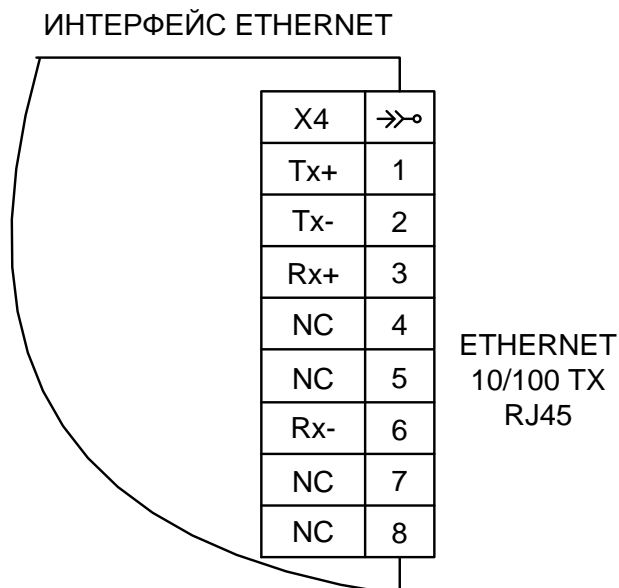 ИНТЕРФЕЙС ETHERNET
X4
Tx+ 1
Tx- 2
Rx+ 3
NC 4
NC 5
Rx- 6
NC 7
NC 8
ETHERNET
10/100 TX
RJ45